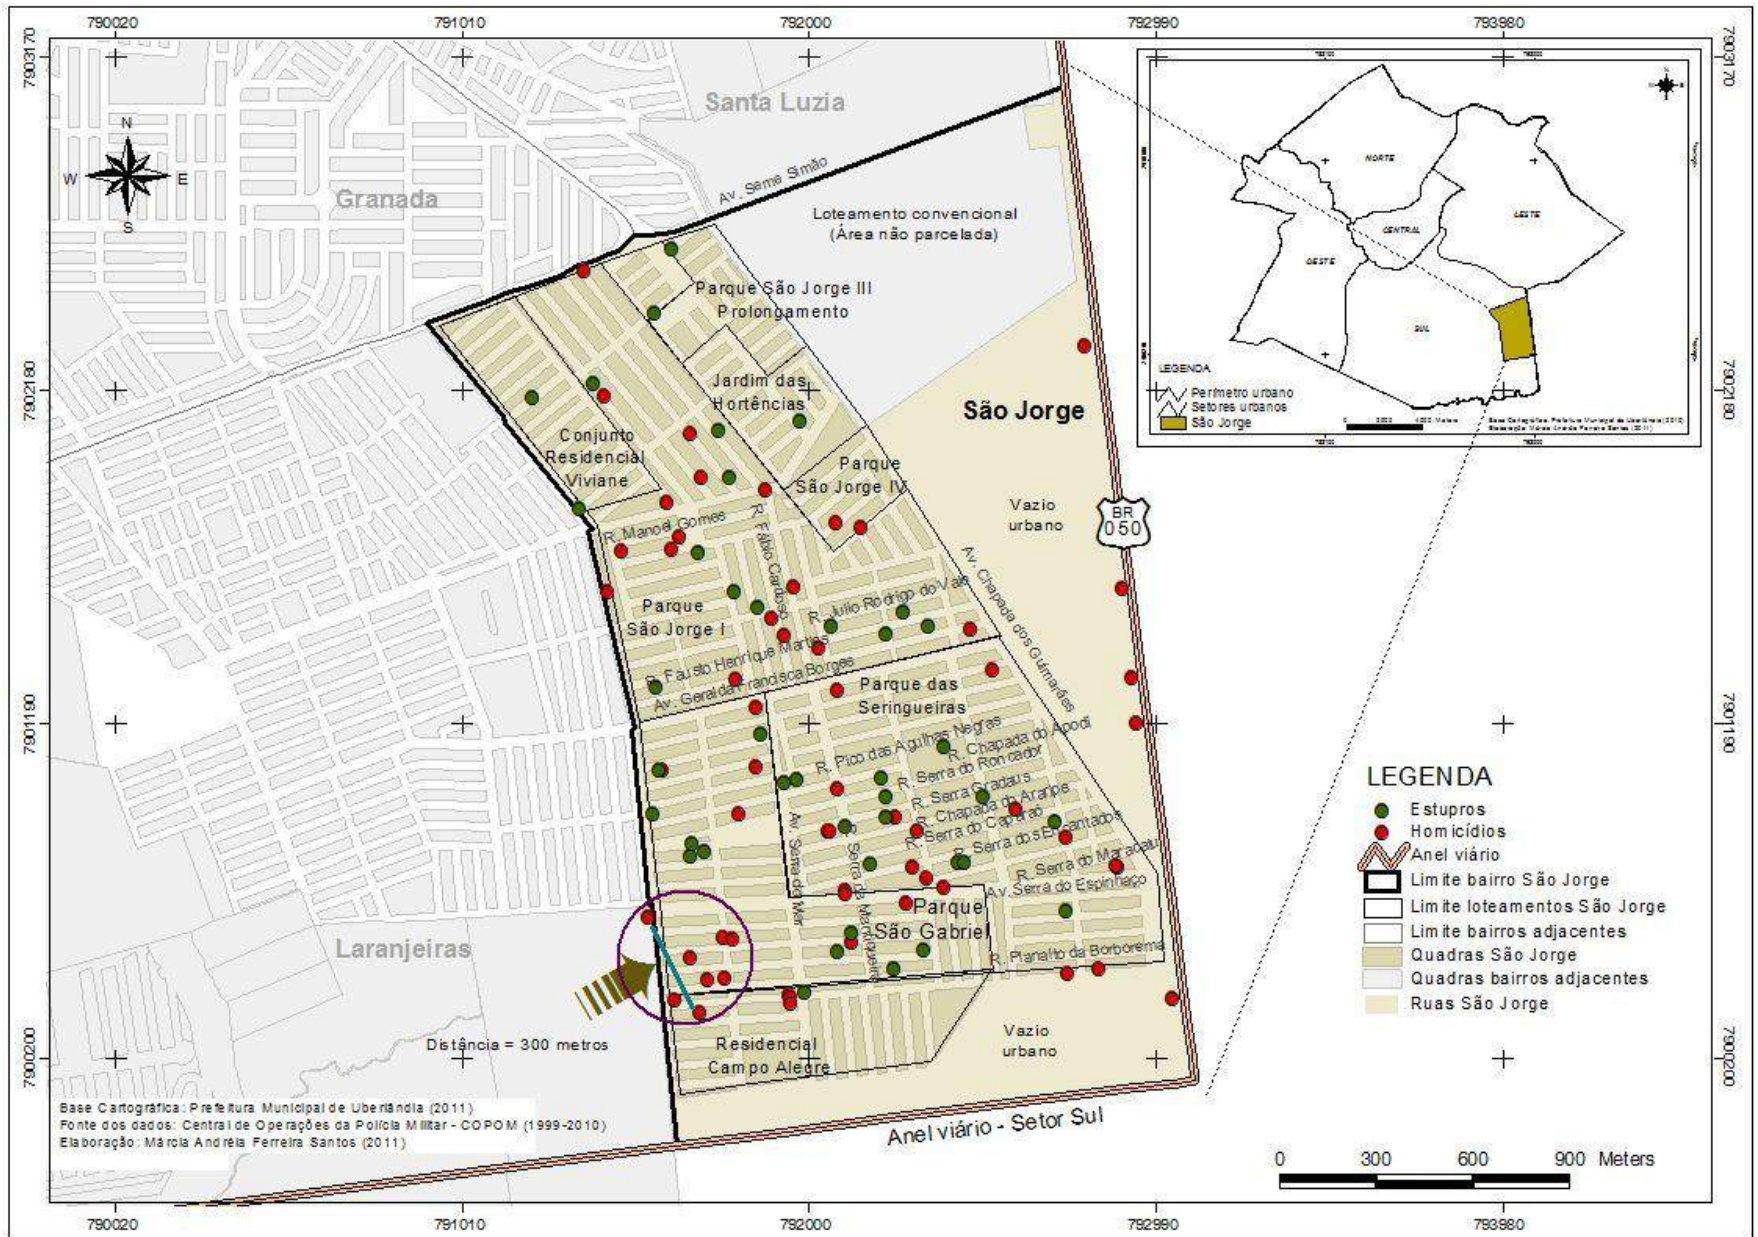 790020
791010
792000
792990
793980
7903170
7903170
Santa Luzia
N
W
E
S
Granada
Av. Seme Simão
Loteamento convencional
(Área não parcelada)
NORTE
LESTE
CENTRAL
OESTE
SUL
LEGENDA
Perímetro urbano
Setores urbanos
São Jorge
Parque São Jorge III
Prolongamento
7902180
7902180
Jardim das
Hortências
São Jorge
Conjunto
Residencial
Viviane
Parque
São Jorge IV
Vazio
urbano
BR
050
R. Manoel Gomes
R. Fábio Cardoso
Av. Chapada dos Guimarães
Parque
São Jorge I
R. Julio Rodrigo do Vale
R. Fausto Henrique Martins
Av. Geralda Francisca Borges
Parque das
Seringueiras
7901190
7901190
R. Pico das Agulhas Negras
R. Chapada do Apodi
R. Serra do Roncador
R. Serra Gradaus
R. Chapada do Araripe
R. Serra do Caparaó
R. Serra dos Encantados
R. Serra do Maracaju
Av. Serra do Espinhaço
Av. Serra do Mar
R. Serra da Mantiqueira
Parque
São Gabriel
R. Planalto da Borborema
Laranjeiras
Distância = 300 metros
Residencial
Campo Alegre
Vazio
urbano
7900200
7900200
LEGENDA
Estupros
Homicídios
Anel viário
Limite bairro São Jorge
Limite loteamentos São Jorge
Limite bairros adjacentes
Quadras São Jorge
Quadras bairros adjacentes
Ruas São Jorge
Base Cartográfica: Prefeitura Municipal de Uberlândia (2011)
Fonte dos dados: Central de Operações da Polícia Militar - COPOM (1999-2010)
Elaboração: Márcia Andréia Ferreira Santos (2011)
Anel viário - Setor Sul
0 300 600 900 Meters
790020
791010
792000
792990
793980